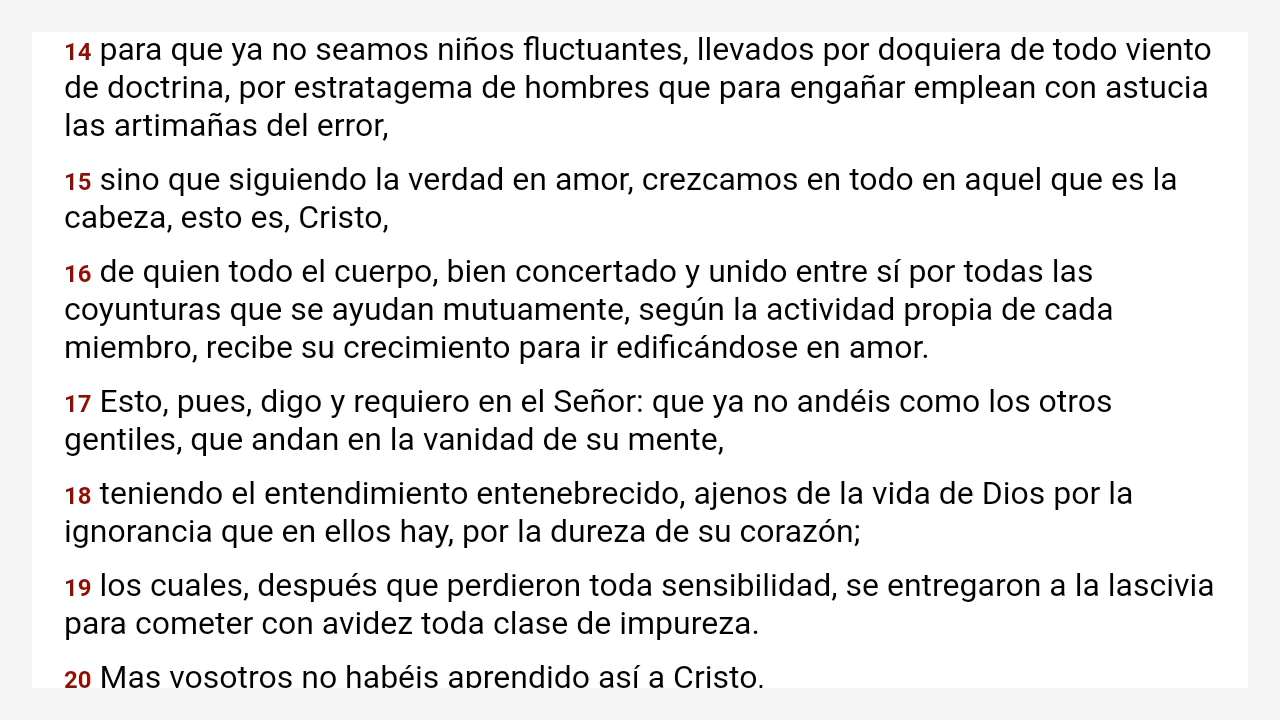 14 para que ya no seamos niños fluctuantes, llevados por doquiera de todo viento
de doctrina, por estratagema de hombres que para engañar emplean con astucia
las artimañas del error,
15 sino que siguiendo la verdad en amor, crezcamos en todo en aquel que es la
cabeza, esto es, Cristo,
16 de quien todo el cuerpo, bien concertado y unido entre sí por todas las
coyunturas que se ayudan mutuamente, según la actividad propia de cada
miembro, recibe su crecimiento para ir edificándose en amor.
17 Esto, pues, digo y requiero en el Señor: que ya no andéis como los otros
gentiles, que andan en la vanidad de su mente,
18 teniendo el entendimiento entenebrecido, ajenos de la vida de Dios por la
ignorancia que en ellos hay, por la dureza de su corazón;
19 los cuales, después que perdieron toda sensibilidad, se entregaron a la lascivia
para cometer con avidez toda clase de impureza.
20 Mas vosotros no habéis aprendido así a Cristo,